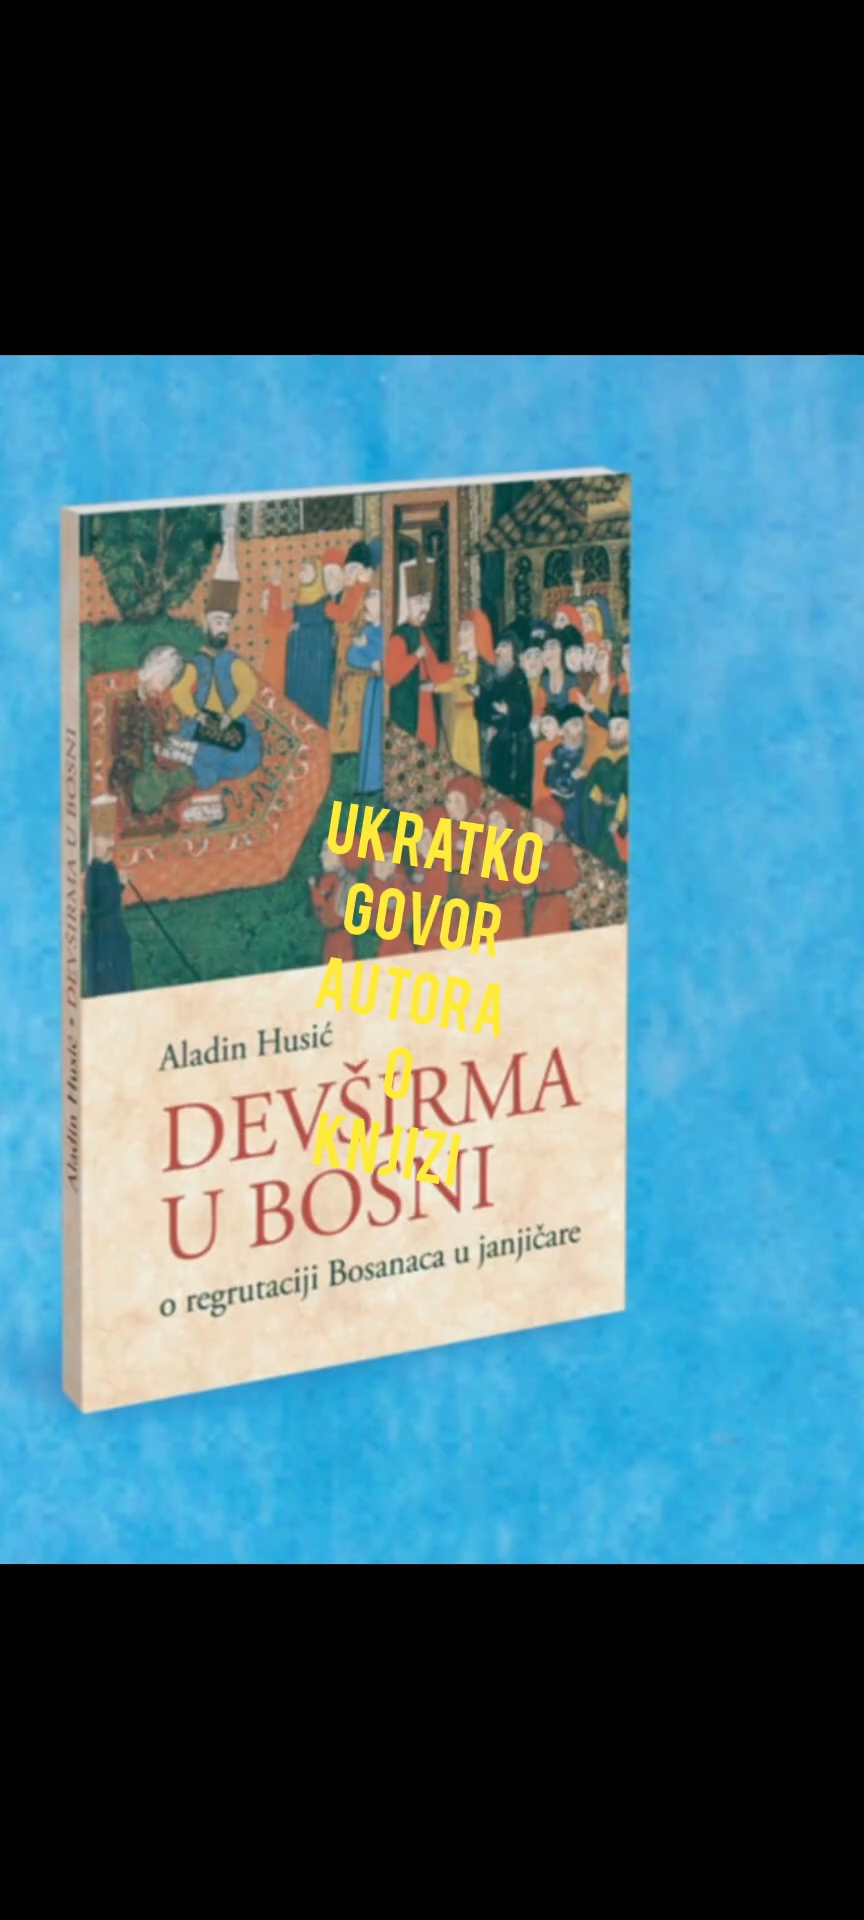 Aladin Husić • DEVŠIRMA U BOSNI
UKRATKO
GOVOR
AUTORA
O
KNJIZI
Aladin Husić
DEVŠIRMA
U BOSNI
o regrutaciji Bosanaca u janjičare